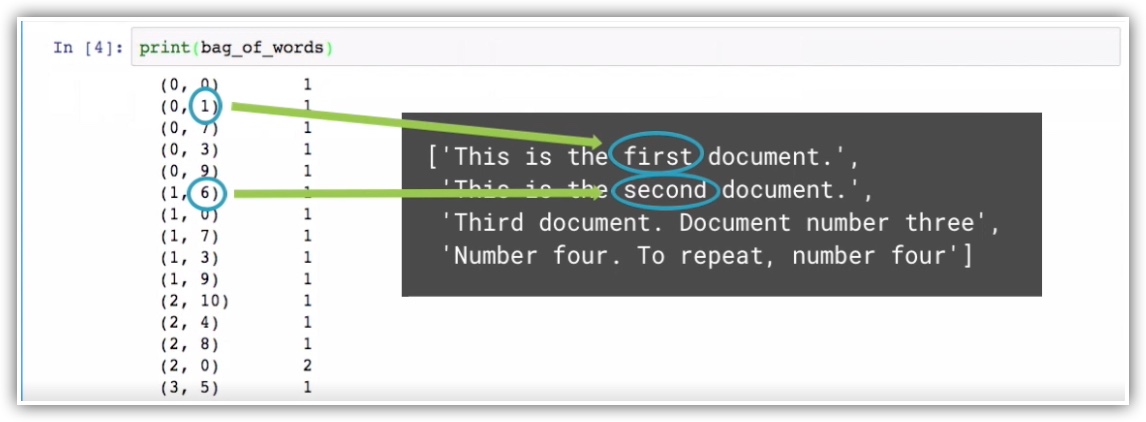 In [4]: print(bag_of_words)
(0, 0) 1
(0, 1) 1
(0, 7) 1
(0, 3) 1
(0, 9) 1
(1, 6) 1
(1, 0) 1
(1, 7) 1
(1, 3) 1
(1, 9) 1
(2, 10) 1
(2, 4) 1
(2, 8) 1
(2, 0) 2
(3, 5) 1
['This is the first document.',
'This is the second document.',
'Third document. Document number three',
'Number four. To repeat, number four']